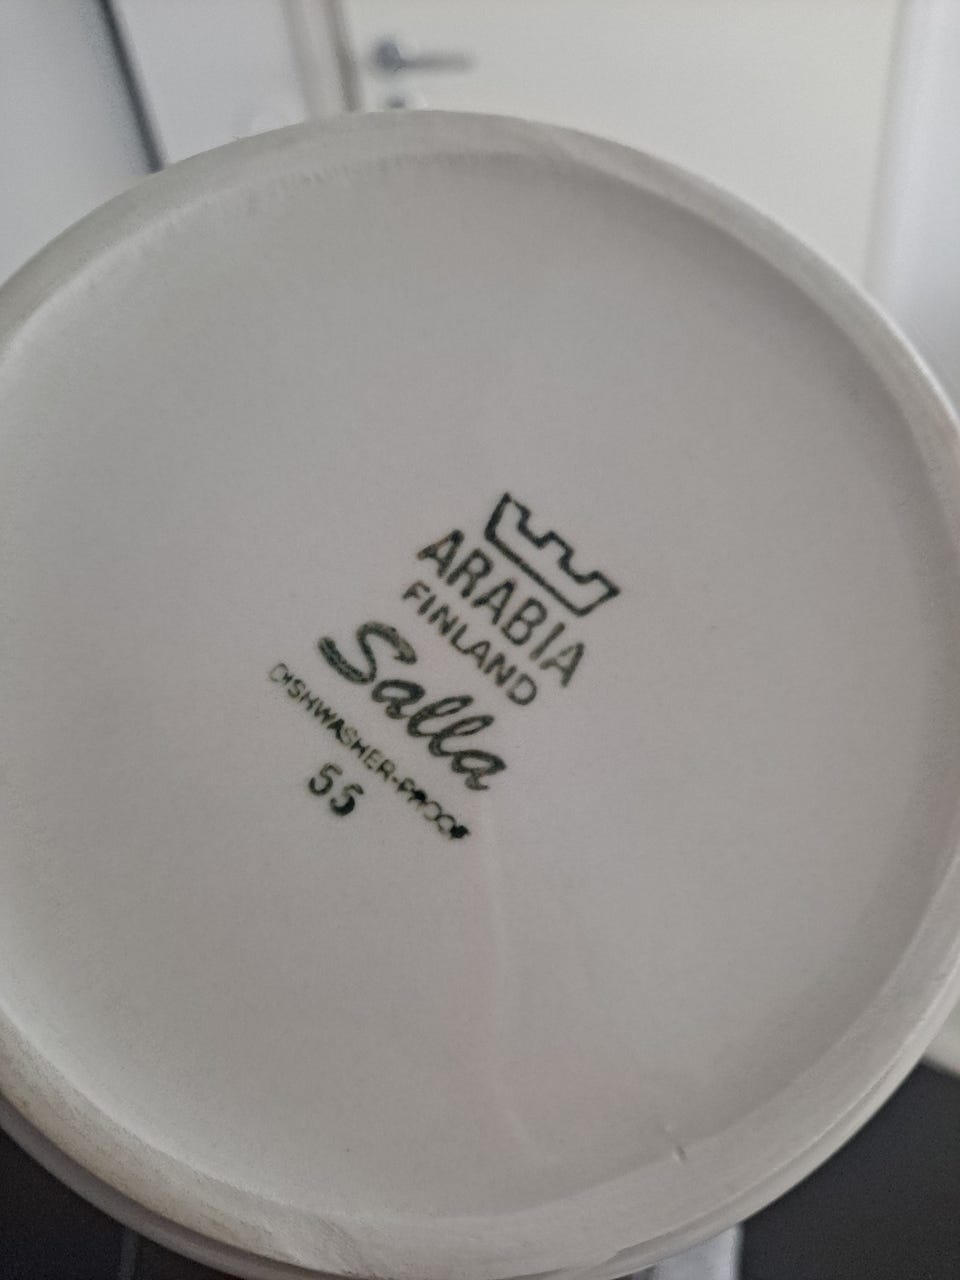 ARABIA
FINLAND
Salla
DISHWASHER-PROOF
55